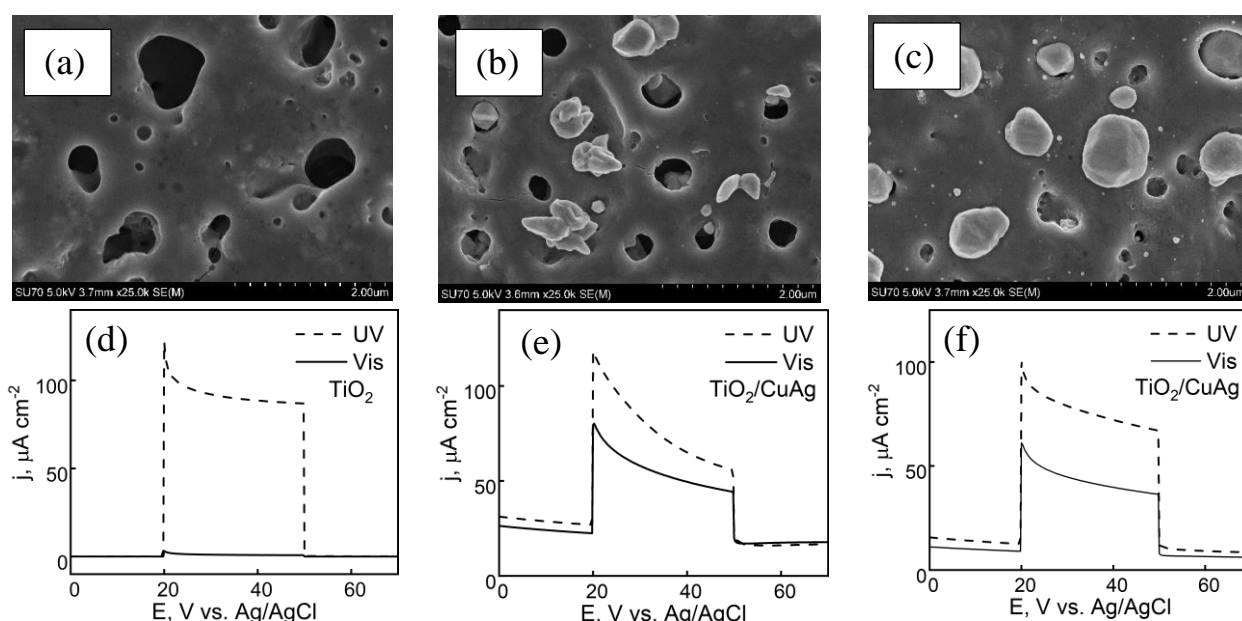 (a)
SU70 5.0kV 3.7mm x25.0k SE(M)
2.00um
(b)
SU70 5.0kV 3.6mm x25.0k SE(M)
2.00um
(c)
SU70 5.0kV 3.7mm x25.0k SE(M)
2.00um
(d)
UV
Vis
TiO2
j, μA cm-2
100
50
0
0 20 40 60
E, V vs. Ag/AgCl
(e)
UV
Vis
TiO2/CuAg
j, μA cm-2
100
50
0
0 20 40 60
E, V vs. Ag/AgCl
(f)
UV
Vis
TiO2/CuAg
j, μA cm-2
100
50
0
0 20 40 60
E, V vs. Ag/AgCl